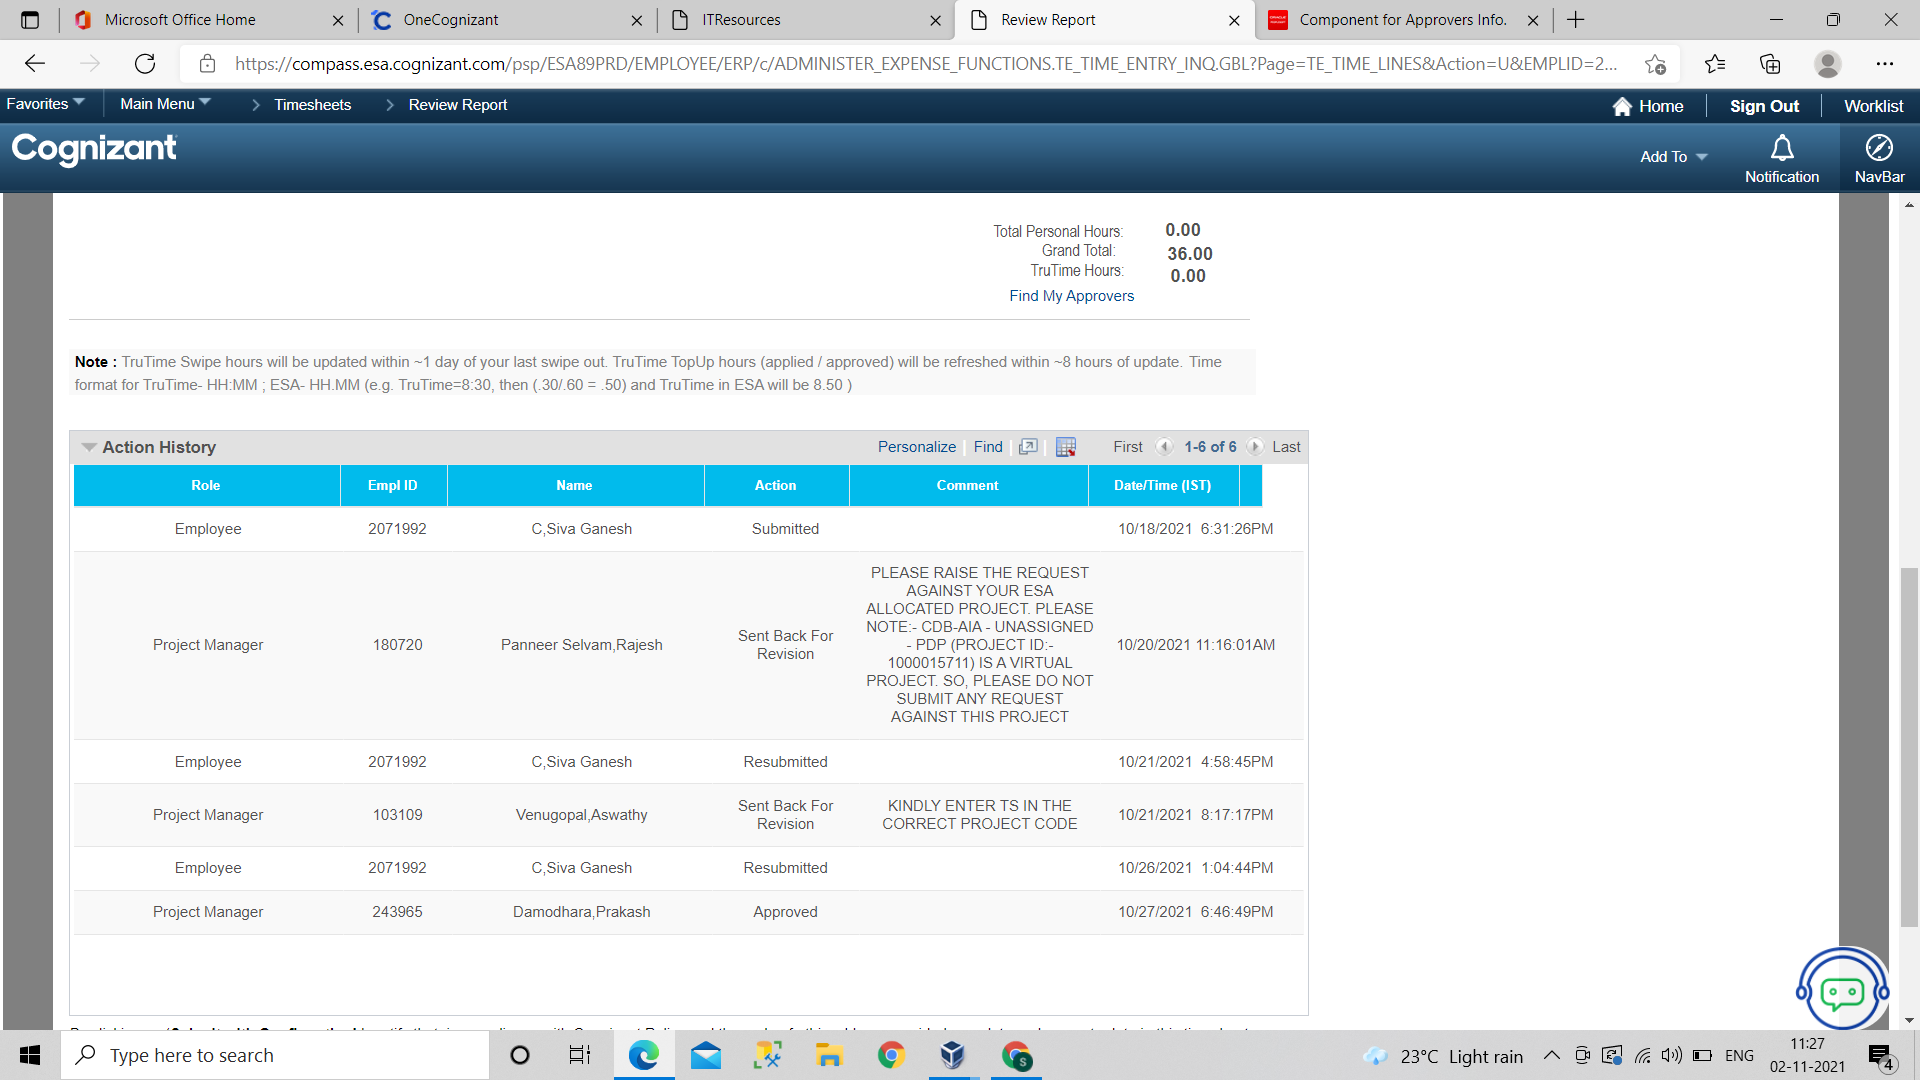 Microsoft Office Home
OneCognizant
ITResources
Review Report
Component for Approvers Info.
https://compass.esa.cognizant.com/psp/ESA89PRD/EMPLOYEE/ERP/c/ADMINISTER_EXPENSE_FUNCTIONS.TE_TIME_ENTRY_INQ.GBL?Page=TE_TIME_LINES&Action=U&EMPLID=2...
Favorites Main Menu > Timesheets > Review Report Home Sign Out Worklist
Cognizant
Add To
Notification
NavBar
Total Personal Hours: 0.00
Grand Total: 36.00
TruTime Hours: 0.00
Find My Approvers
Note : TruTime Swipe hours will be updated within ~1 day of your last swipe out. TruTime TopUp hours (applied / approved) will be refreshed within ~8 hours of update. Time
format for TruTime- HH:MM ; ESA- HH.MM (e.g. TruTime=8:30, then (.30/.60 = .50) and TruTime in ESA will be 8.50 )
Action History Personalize | Find | First 1-6 of 6 Last
Role Empl ID Name Action Comment Date/Time (IST)
Employee 2071992 C,Siva Ganesh Submitted 10/18/2021 6:31:26PM
Project Manager 180720 Panneer Selvam,Rajesh
Sent Back For
Revision
PLEASE RAISE THE REQUEST
AGAINST YOUR ESA
ALLOCATED PROJECT. PLEASE
NOTE:- CDB-AIA - UNASSIGNED
- PDP (PROJECT ID:-
1000015711) IS A VIRTUAL
PROJECT. SO, PLEASE DO NOT
SUBMIT ANY REQUEST
AGAINST THIS PROJECT
10/20/2021 11:16:01AM
Employee 2071992 C,Siva Ganesh Resubmitted 10/21/2021 4:58:45PM
Project Manager 103109 Venugopal,Aswathy
Sent Back For
Revision
KINDLY ENTER TS IN THE
CORRECT PROJECT CODE
10/21/2021 8:17:17PM
Employee 2071992 C,Siva Ganesh Resubmitted 10/26/2021 1:04:44PM
Project Manager 243965 Damodhara,Prakash Approved 10/27/2021 6:46:49PM
Type here to search
23°C Light rain
ENG
11:27
02-11-2021
4